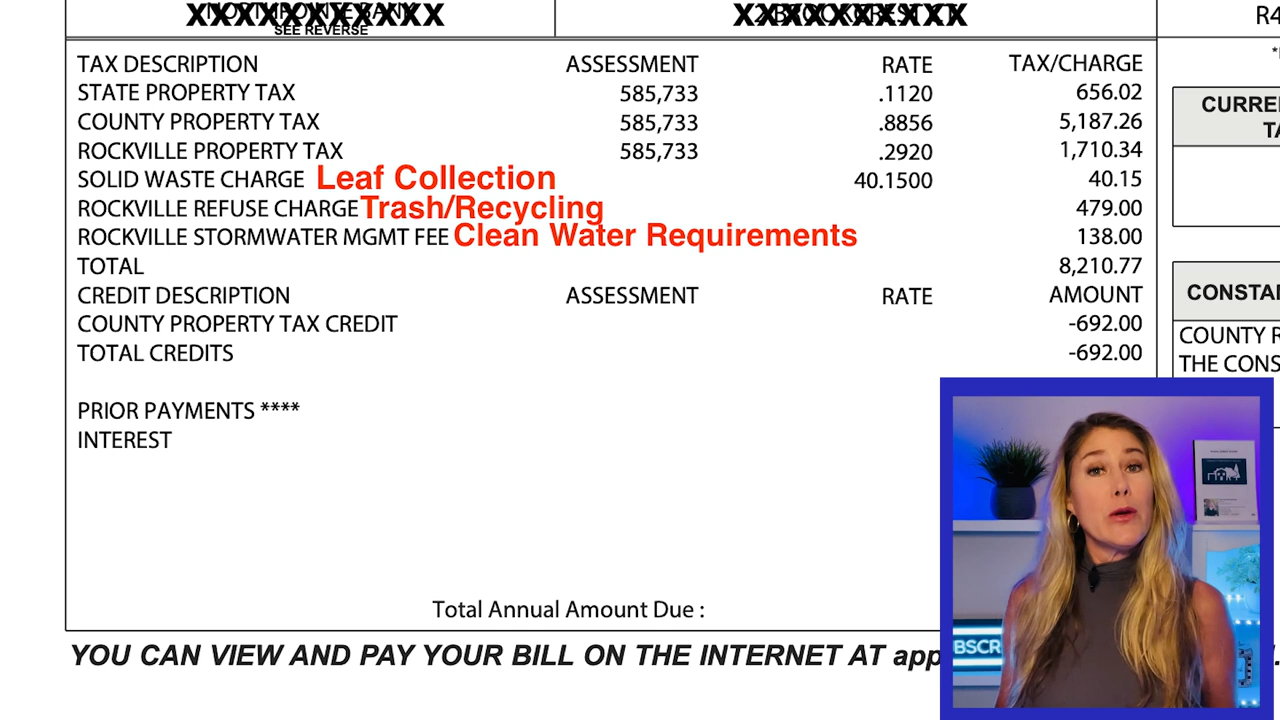 SEE REVERSE
R4
TAX DESCRIPTION ASSESSMENT RATE TAX/CHARGE
STATE PROPERTY TAX 585,733 .1120 656.02
COUNTY PROPERTY TAX 585,733 .8856 5,187.26
ROCKVILLE PROPERTY TAX 585,733 .2920 1,710.34
SOLID WASTE CHARGE Leaf Collection 40.1500 40.15
ROCKVILLE REFUSE CHARGE Trash/Recycling 479.00
ROCKVILLE STORMWATER MGMT FEE Clean Water Requirements 138.00
TOTAL 8,210.77
CREDIT DESCRIPTION ASSESSMENT RATE AMOUNT
COUNTY PROPERTY TAX CREDIT -692.00
TOTAL CREDITS -692.00
PRIOR PAYMENTS ****
INTEREST
Total Annual Amount Due :
YOU CAN VIEW AND PAY YOUR BILL ON THE INTERNET AT app
CURRE
TA
CONSTA
COUNTY R
THE CONS
BSCR